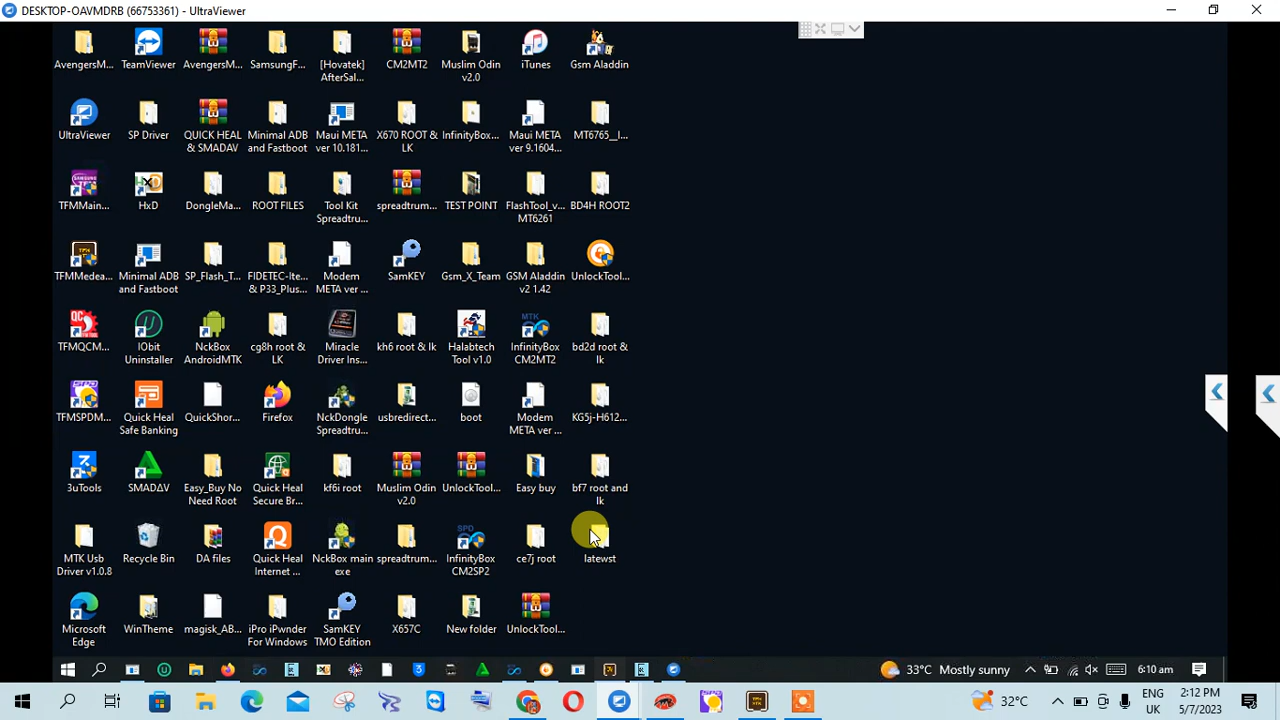 DESKTOP-OAVMDRB (66753361) - UltraViewer
AvengersM...
TeamViewer
AvengersM...
SamsungF...
[Hovatek]
AfterSal...
CM2MT2
Muslim Odin
v2.0
iTunes
Gsm Aladdin
UltraViewer
SP Driver
QUICK HEAL
& SMADAV
Minimal ADB
and Fastboot
Maui META
ver 10.181...
X670 ROOT &
LK
InfinityBox...
Maui META
ver 9.1604...
MT6765__I...
TFMMain...
HxD
DongleMa...
ROOT FILES
Tool Kit
Spreadtru...
spreadtrum...
TEST POINT
FlashTool_v...
MT6261
BD4H ROOT2
TFMMedea...
Minimal ADB
and Fastboot
SP_Flash_T...
FIDETEC-Ite...
& P33_Plus...
Modem
META ver ...
SamKEY
Gsm_X_Team
GSM Aladdin
v2 1.42
UnlockTool...
TFMQCM...
IObit
Uninstaller
NckBox
AndroidMTK
cg8h root &
LK
Miracle
Driver Ins...
kh6 root & lk
Halabtech
Tool v1.0
MTK
InfinityBox
CM2MT2
bd2d root &
lk
TFMSPDM...
Quick Heal
Safe Banking
QuickShor...
Firefox
NckDongle
Spreadtru...
usbredirect...
boot
Modem
META ver ...
KG5j-H612...
3uTools
SMADΔV
Easy_Buy No
Need Root
Quick Heal
Secure Br...
kf6i root
Muslim Odin
v2.0
UnlockTool...
Easy buy
bf7 root and
lk
MTK Usb
Driver v1.0.8
Recycle Bin
DA files
Quick Heal
Internet ...
NckBox main
exe
spreadtrum...
SPD
InfinityBox
CM2SP2
ce7j root
latewst
Microsoft
Edge
WinTheme
magisk_AB...
iPro iPwnder
For Windows
SamKEY
TMO Edition
X657C
New folder
UnlockTool...
33°C Mostly sunny
6:10 am
32°C
ENG
UK
2:12 PM
5/7/2023